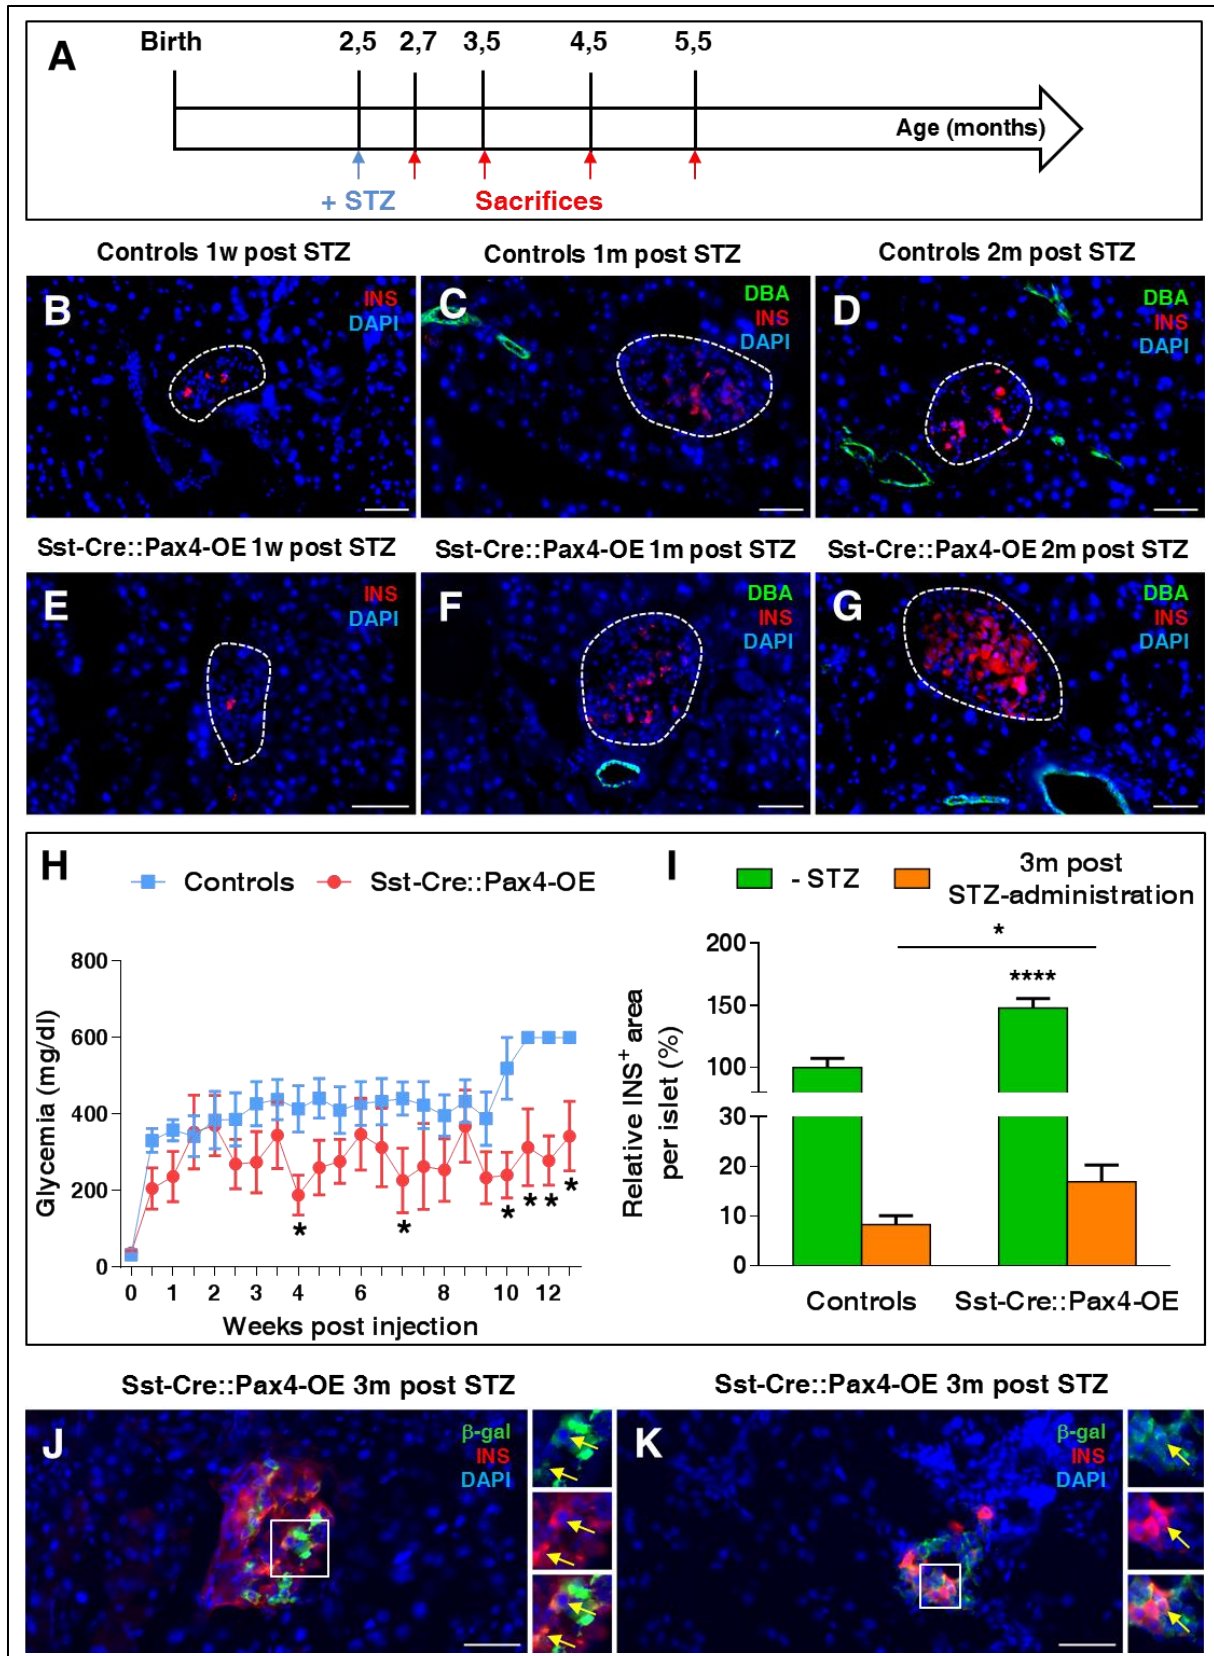 A
Birth 2,5 2,7 3,5 4,5 5,5
Age (months)
+ STZ Sacrifices
Controls 1w post STZ
Controls 1m post STZ
Controls 2m post STZ
B
INS
DAPI
C
DBA
INS
DAPI
D
DBA
INS
DAPI
Sst-Cre::Pax4-OE 1w post STZ
Sst-Cre::Pax4-OE 1m post STZ
Sst-Cre::Pax4-OE 2m post STZ
E
INS
DAPI
F
DBA
INS
DAPI
G
DBA
INS
DAPI
H
Controls Sst-Cre::Pax4-OE
Glycemia (mg/dl)
800
600
400
200
0
* * * * * *
0 1 2 3 4 6 8 10 12
Weeks post injection
I
- STZ
3m post
STZ-administration
Relative INS+ area
per islet (%)
200
150
100
30
20
10
0
*
****
Controls Sst-Cre::Pax4-OE
Sst-Cre::Pax4-OE 3m post STZ
Sst-Cre::Pax4-OE 3m post STZ
J
β-gal
INS
DAPI
K
β-gal
INS
DAPI